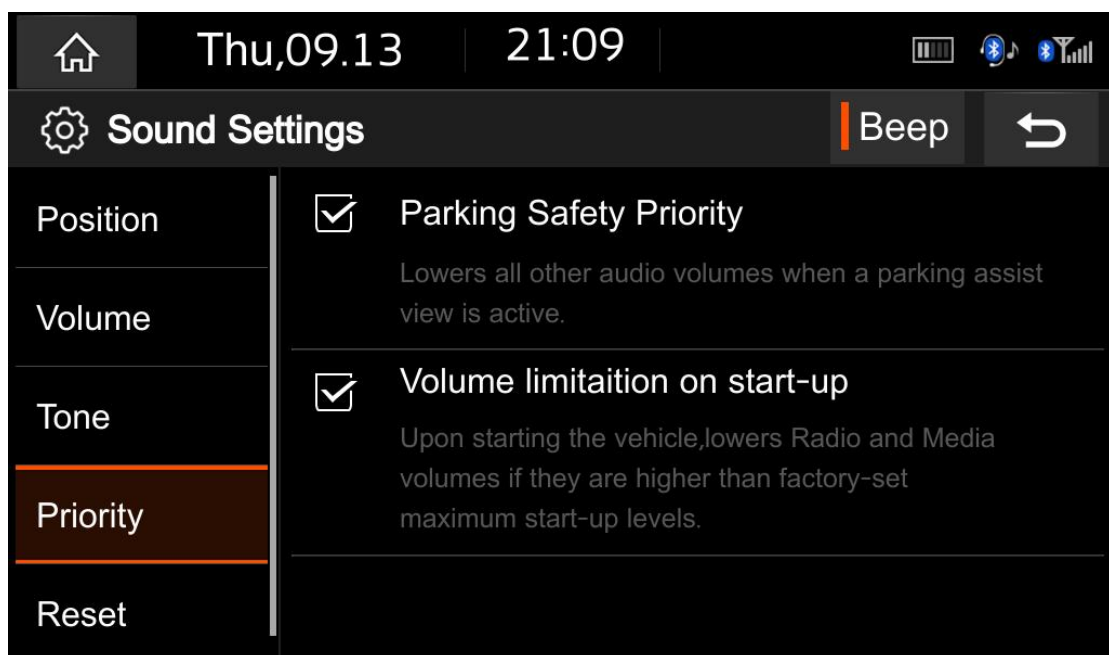 Thu,09.13 21:09
Sound Settings Beep
Position
Volume
Tone
Priority
Reset
Parking Safety Priority
Lowers all other audio volumes when a parking assist
view is active.
Volume limitaition on start-up
Upon starting the vehicle,lowers Radio and Media
volumes if they are higher than factory-set
maximum start-up levels.